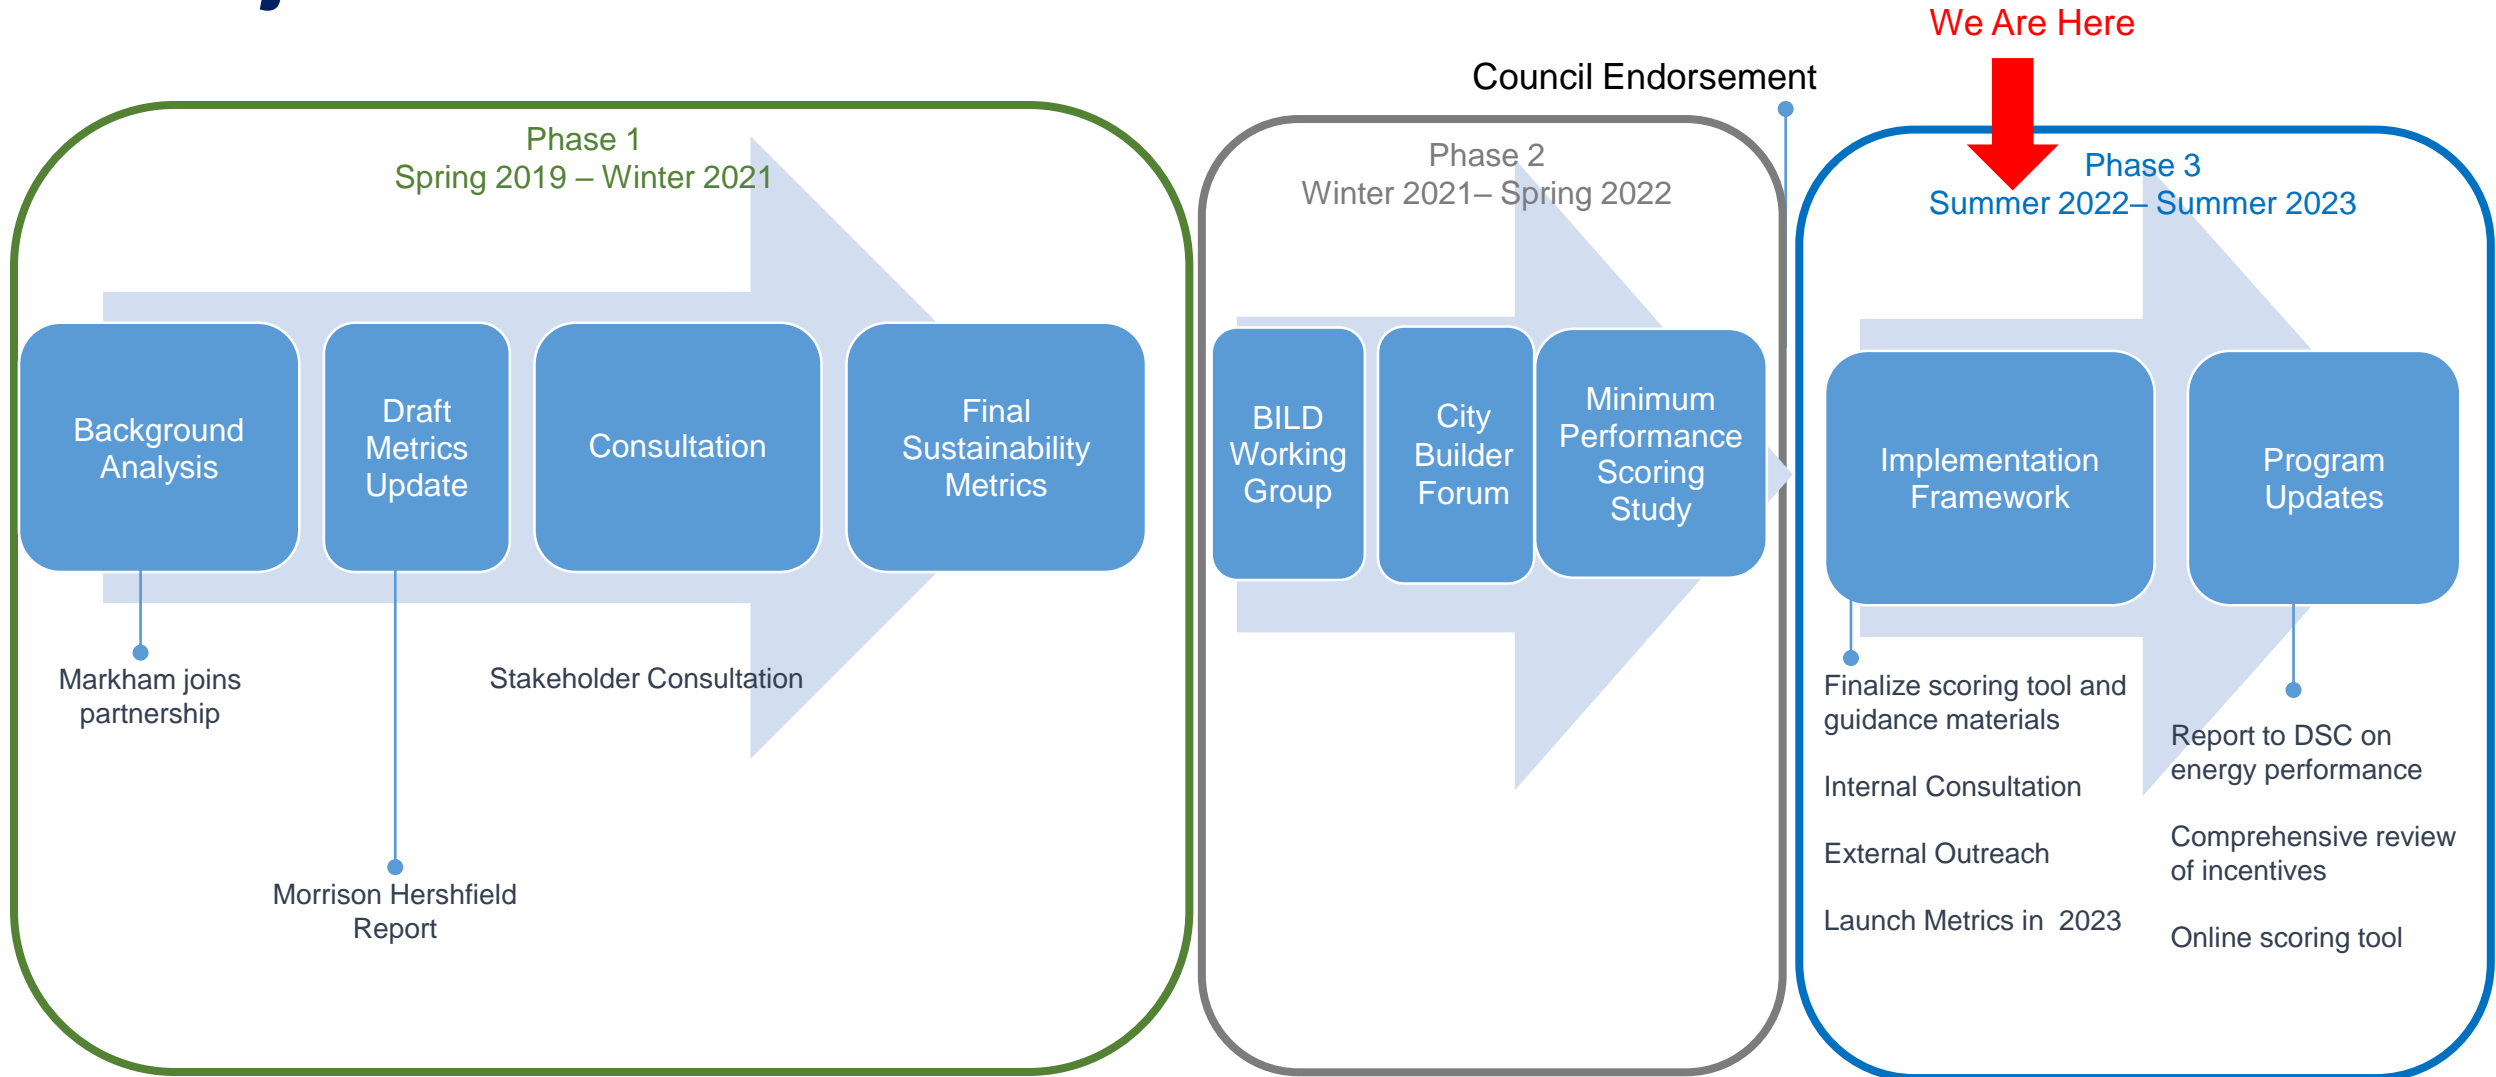 We Are Here
Council Endorsement
Phase 1
Spring 2019 – Winter 2021
Background
Analysis
Draft
Metrics
Update
Consultation
Final
Sustainability
Metrics
Markham joins
partnership
Stakeholder Consultation
Morrison Hershfield
Report
Phase 2
Winter 2021– Spring 2022
BILD
Working
Group
City
Builder
Forum
Minimum
Performance
Scoring
Study
Phase 3
Summer 2022– Summer 2023
Implementation
Framework
Program
Updates
Finalize scoring tool and
guidance materials
Internal Consultation
External Outreach
Launch Metrics in  2023
Report to DSC on
energy performance
Comprehensive review
of incentives
Online scoring tool